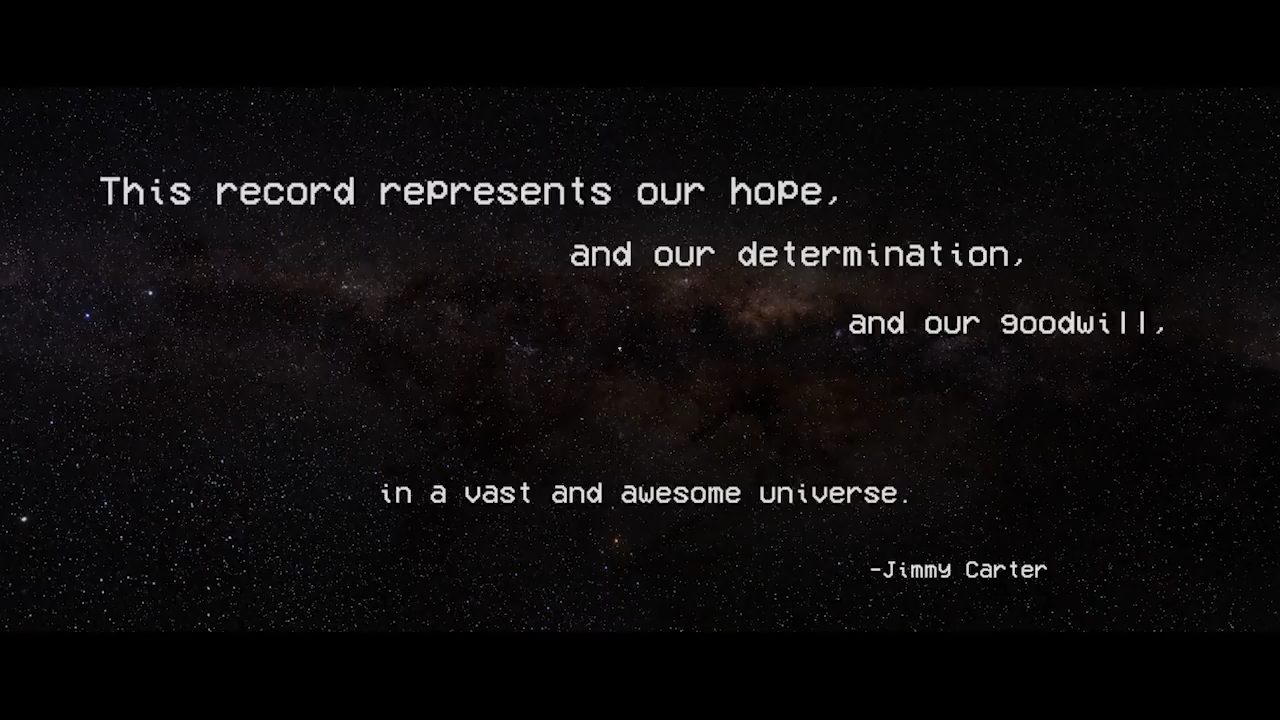 This record represents our hope,
and our determination,
and our goodwill,
in a vast and awesome universe.
-Jimmy Carter